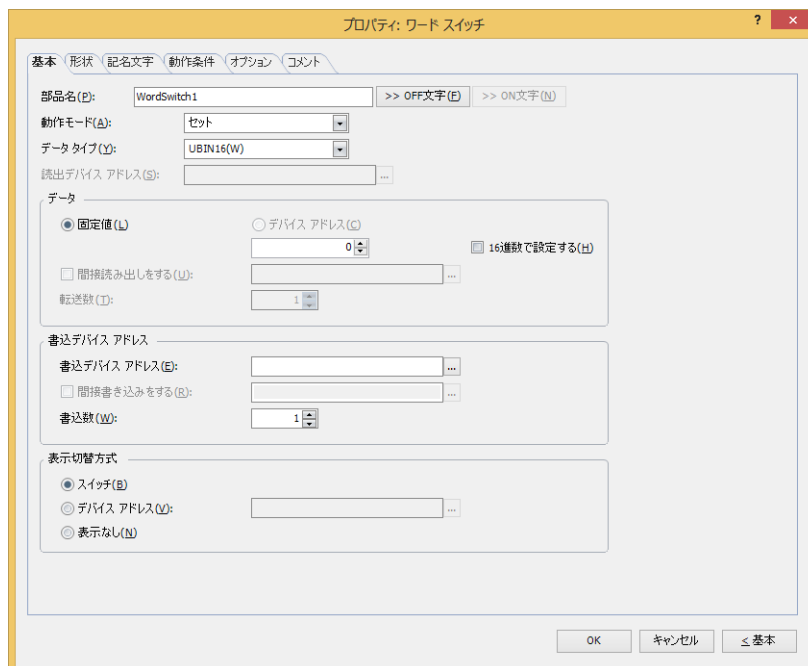 プロパティ: ワード スイッチ ? ×
基本 形状 記名文字 動作条件 オプション コメント
部品名(P): WordSwitch1 >> OFF文字(F) >> ON文字(N)
動作モード(A): セット
データ タイプ(Y): UBIN16(W)
読出デバイス アドレス(S): ...
データ
固定値(L) デバイス アドレス(C)
0 16進数で設定する(H)
間接読み出しをする(U): ...
転送数(T): 1
書込デバイス アドレス
書込デバイス アドレス(E): ...
間接書き込みをする(R): ...
書込数(W): 1
表示切替方式
スイッチ(B)
デバイス アドレス(V): ...
表示なし(N)
OK キャンセル < 基本